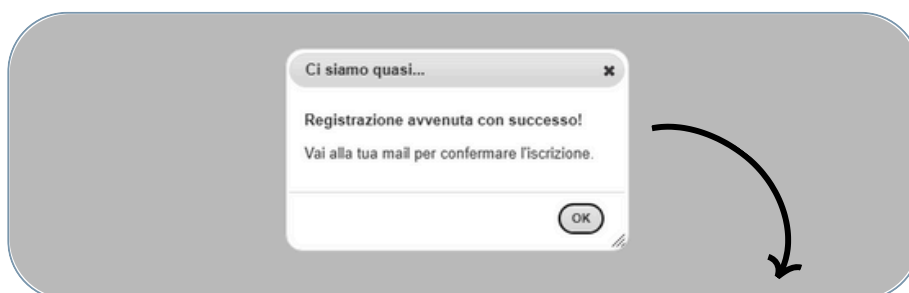 Ci siamo quasi...
Registrazione avvenuta con successo!
Vai alla tua mail per confermare l'iscrizione.
OK